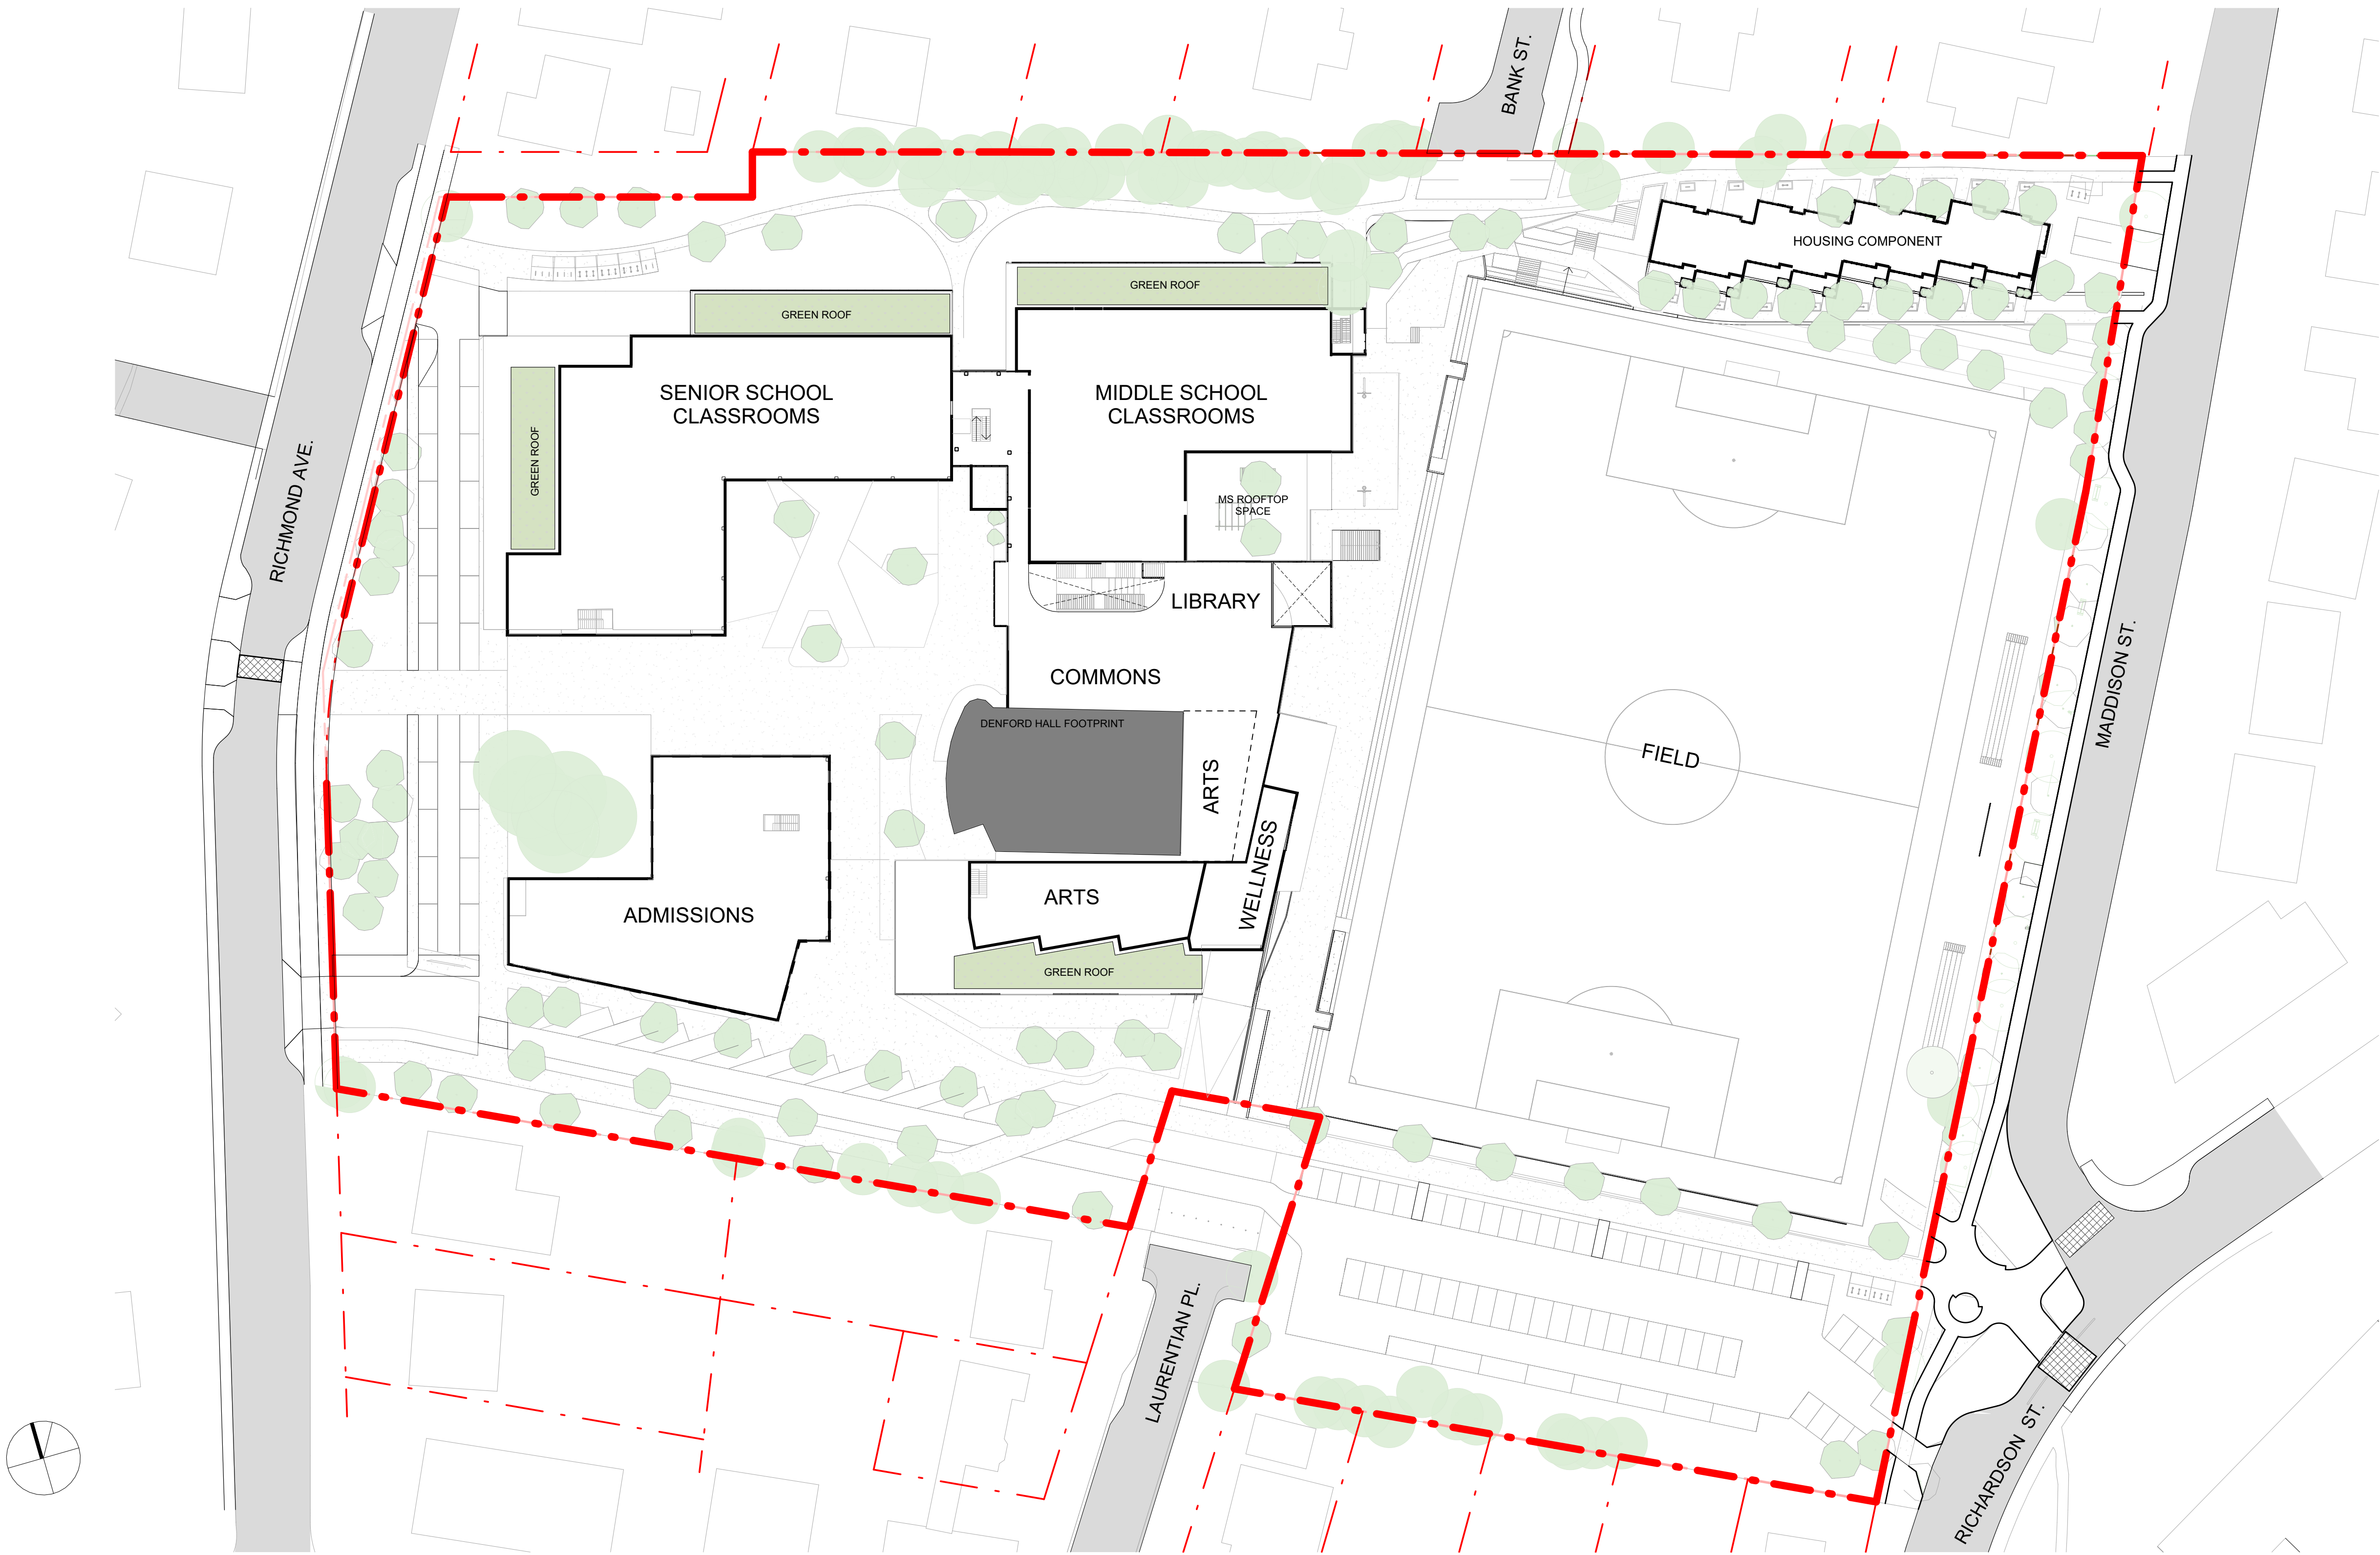 BANK ST.
HOUSING COMPONENT
GREEN ROOF
GREEN ROOF
SENIOR SCHOOL
CLASSROOMS
MIDDLE SCHOOL
CLASSROOMS
GREEN ROOF
RICHMOND AVE.
MS ROOFTOP
SPACE
LIBRARY
MADDISON ST.
COMMONS
DENFORD HALL FOOTPRINT
FIELD
ARTS
WELLNESS
ARTS
ADMISSIONS
GREEN ROOF
LAURENTIAN PL.
RICHARDSON ST.